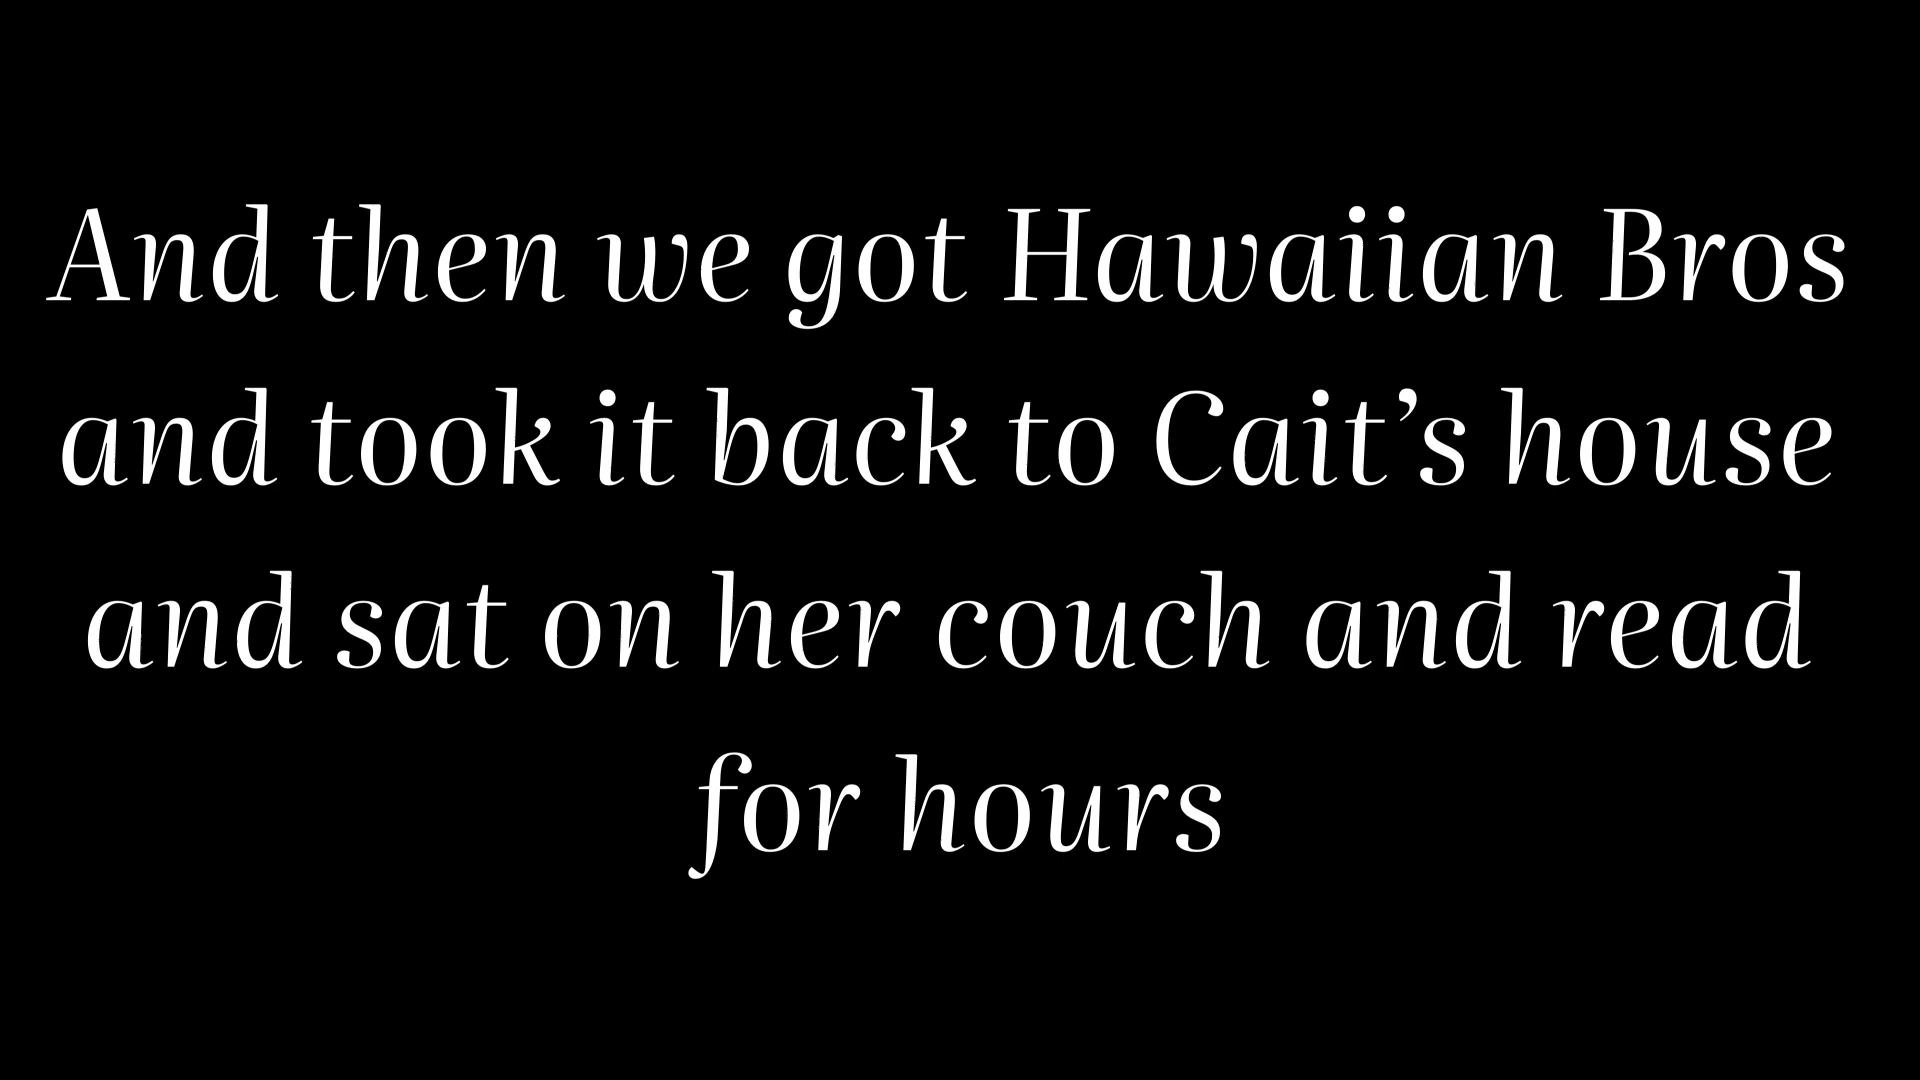 And then we got Hawaiian Bros
and took it back to Cait’s house
and sat on her couch and read
for hours